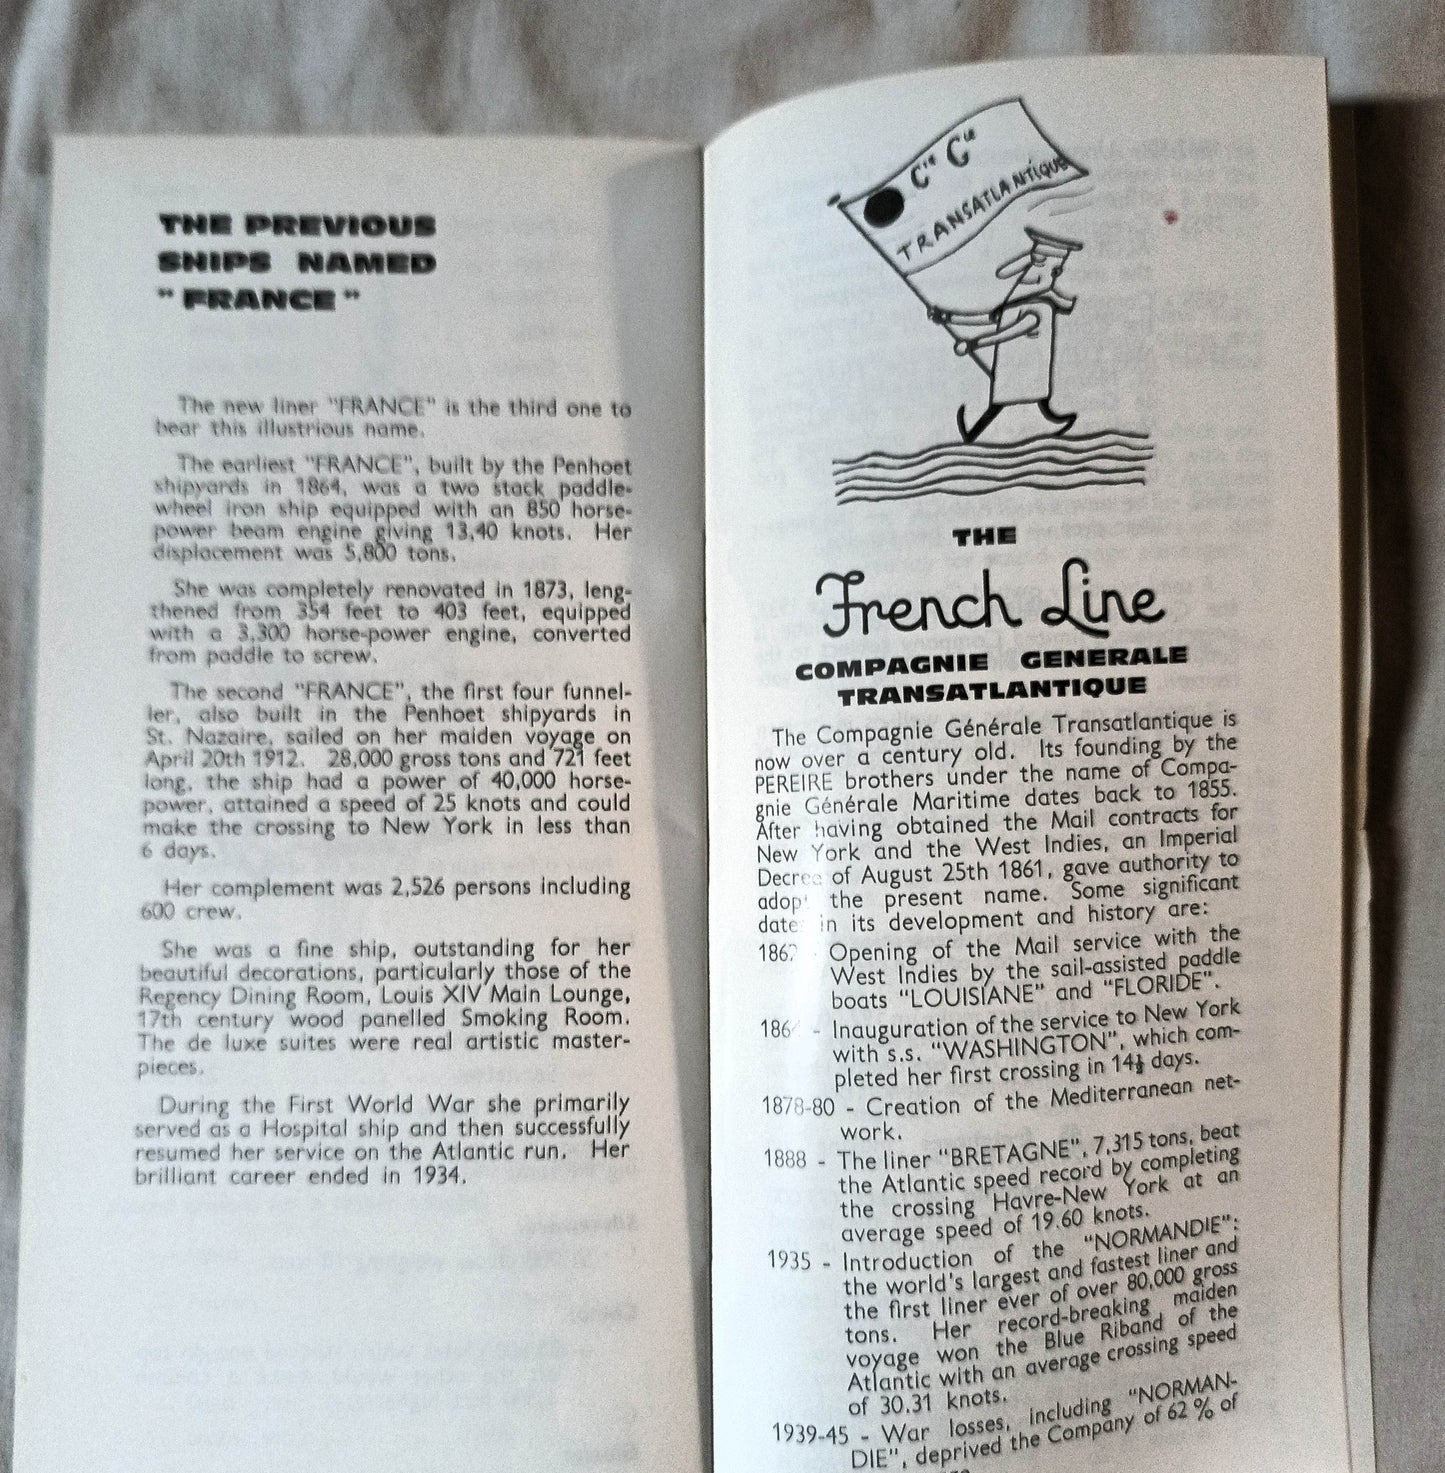 THE PREVIOUS
SHIPS NAMED
"FRANCE"
The new liner "FRANCE" is the third one to
bear this illustrious name.
The earliest "FRANCE", built by the Penhoet
shipyards in 1864, was a two stack paddle-
wheel iron ship equipped with an 850 horse-
power beam engine giving 13,40 knots. Her
displacement was 5,800 tons.
She was completely renovated in 1873, leng-
thened from 354 feet to 403 feet, equipped
with a 3,300 horse-power engine, converted
from paddle to screw.
The second "FRANCE", the first four funnel-
ler, also built in the Penhoet shipyards in
St. Nazaire, sailed on her maiden voyage on
April 20th 1912. 28,000 gross tons and 721 feet
long, the ship had a power of 40,000 horse-
power, attained a speed of 25 knots and could
make the crossing to New York in less than
6 days.
Her complement was 2,526 persons including
600 crew.
She was a fine ship, outstanding for her
beautiful decorations, particularly those of the
Regency Dining Room, Louis XIV Main Lounge,
17th century wood panelled Smoking Room.
The de luxe suites were real artistic master-
pieces.
During the First World War she primarily
served as a Hospital ship and then successfully
resumed her service on the Atlantic run. Her
brilliant career ended in 1934.
Cie Gle
TRANSATLANTIQUE
THE
French Line
COMPAGNIE GENERALE
TRANSATLANTIQUE
The Compagnie Générale Transatlantique is
now over a century old. Its founding by the
PEREIRE brothers under the name of Compa-
gnie Générale Maritime dates back to 1855.
After having obtained the Mail contracts for
New York and the West Indies, an Imperial
Decree of August 25th 1861, gave authority to
adopt the present name. Some significant
dates in its development and history are:
- Opening of the Mail service with the
West Indies by the sail-assisted paddle
boats "LOUISIANE" and "FLORIDE".
1864 - Inauguration of the service to New York
with s.s. "WASHINGTON", which com-
pleted her first crossing in 14½ days.
1878-80 - Creation of the Mediterranean net-
work.
1888 - The liner "BRETAGNE", 7,315 tons, beat
the Atlantic speed record by completing
the crossing Havre-New York at an
average speed of 19.60 knots.
1935 - Introduction of the "NORMANDIE":
the world's largest and fastest liner and
the first liner ever of over 80,000 gross
tons. Her record-breaking maiden
voyage won the Blue Riband of the
Atlantic with an average crossing speed
of 30.31 knots.
1939-45 - War losses, including "NORMAN-
DIE", deprived the Company of 62 % of